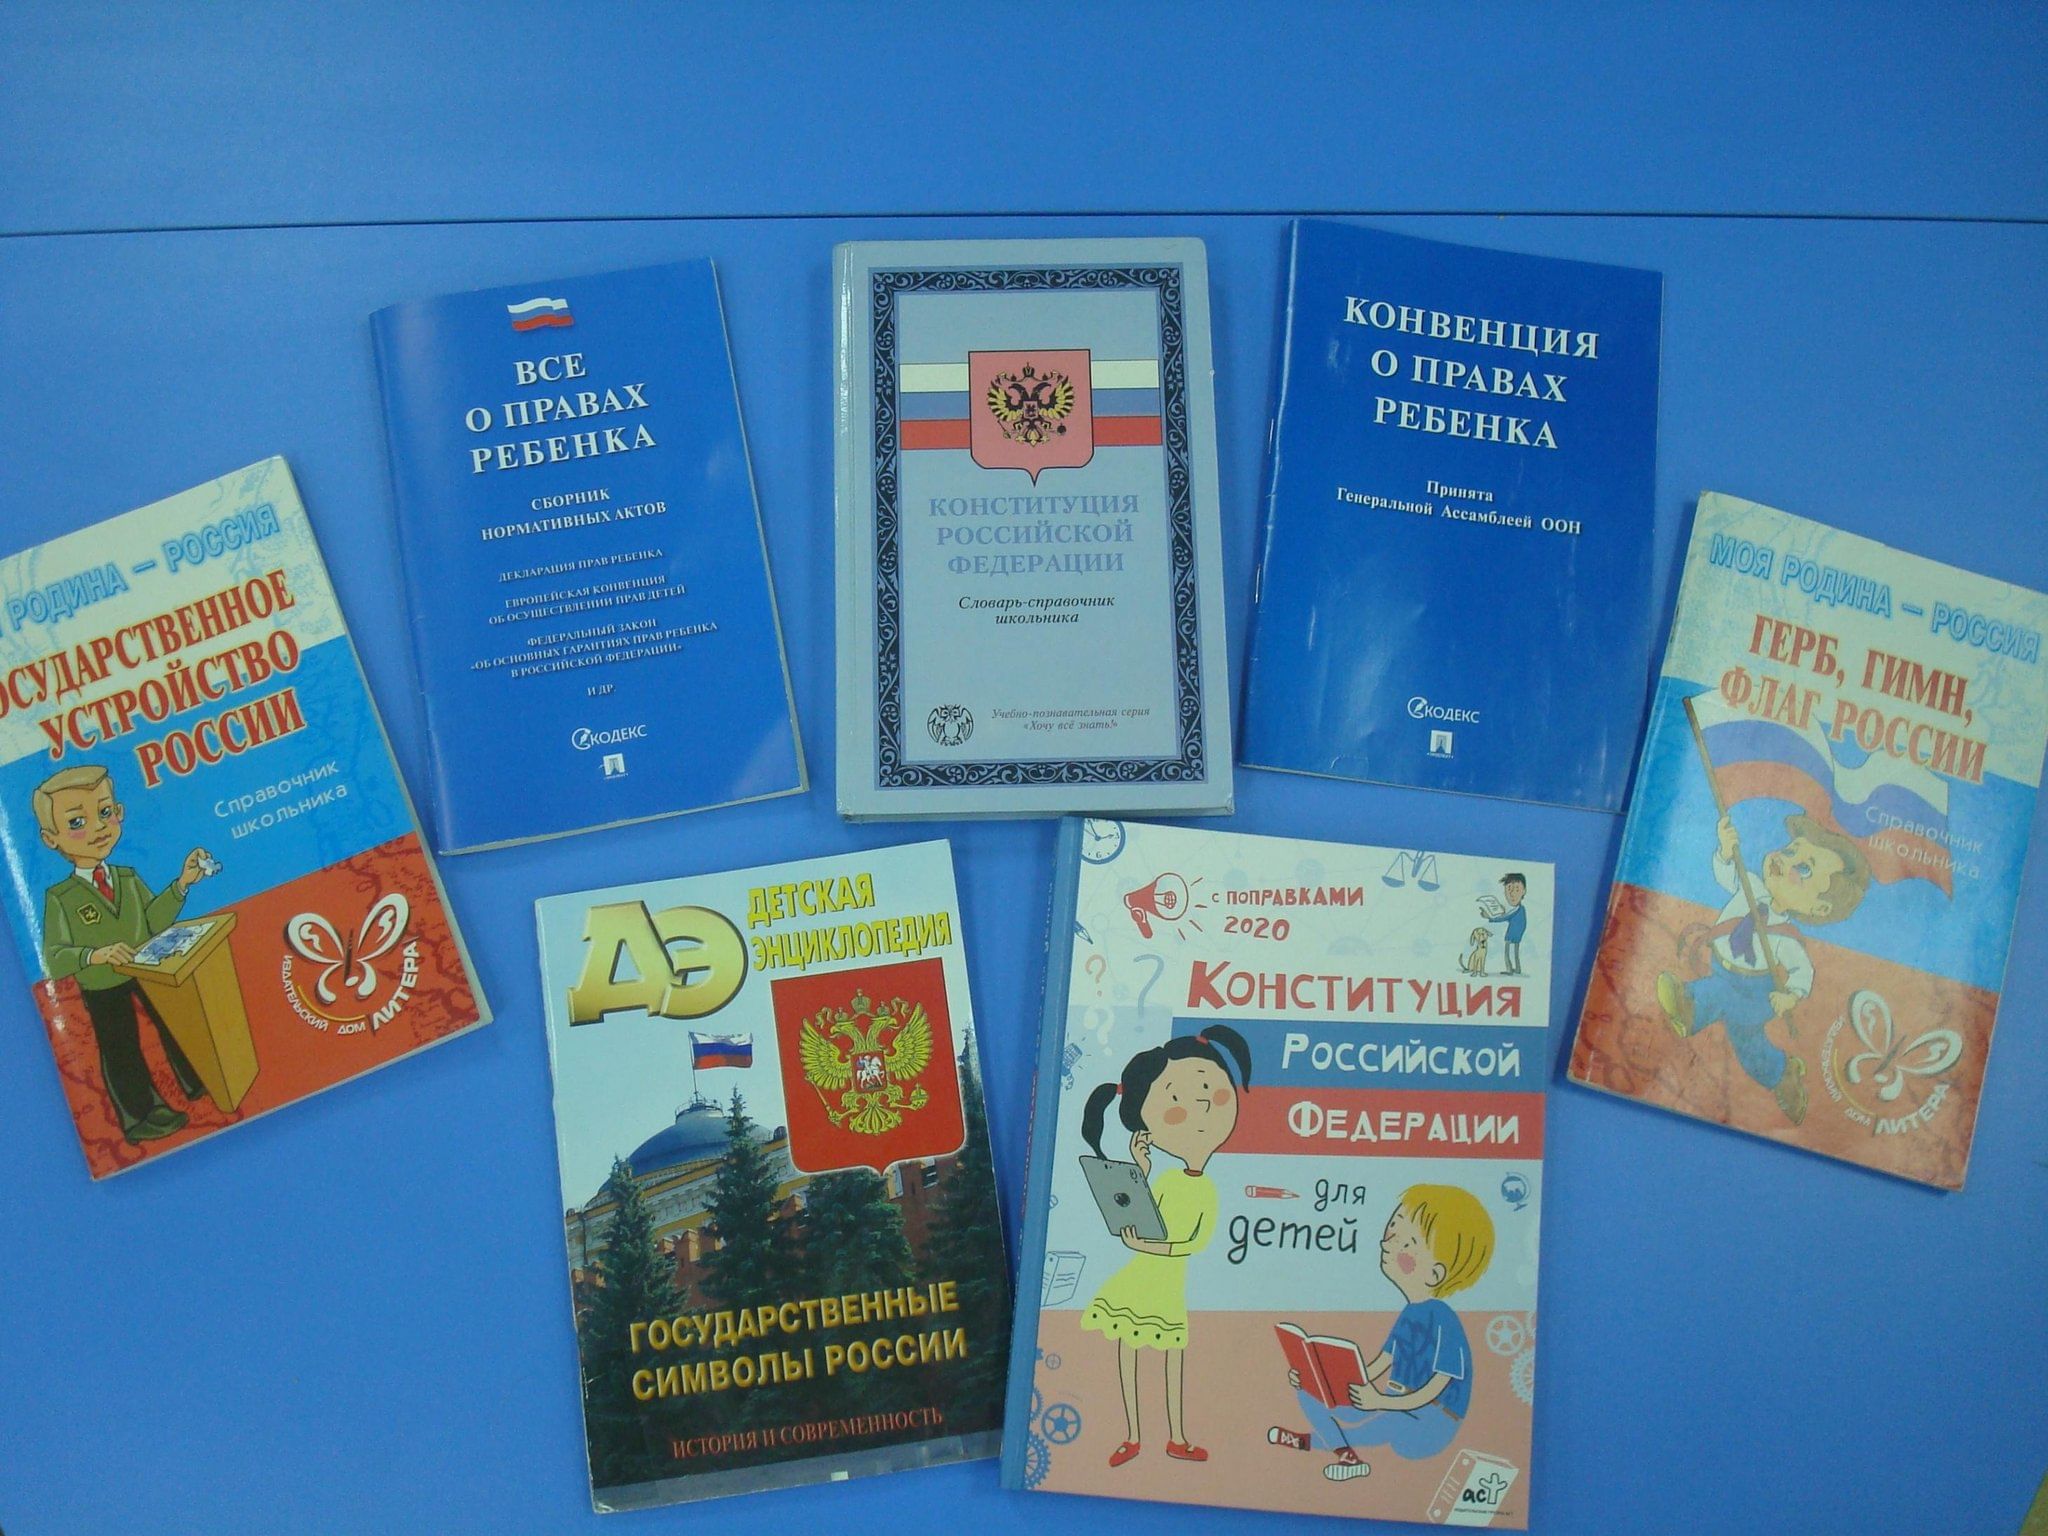 РОДИНА – РОССИЯ
ГОСУДАРСТВЕННОЕ
УСТРОЙСТВО
РОССИИ
Справочник
школьника
ИЗДАТЕЛЬСКИЙ ДОМ ЛИТЕРА
ВСЕ
О ПРАВАХ
РЕБЕНКА
СБОРНИК
НОРМАТИВНЫХ АКТОВ
ДЕКЛАРАЦИЯ ПРАВ РЕБЕНКА
ЕВРОПЕЙСКАЯ КОНВЕНЦИЯ
ОБ ОСУЩЕСТВЛЕНИИ ПРАВ ДЕТЕЙ
ФЕДЕРАЛЬНЫЙ ЗАКОН
«ОБ ОСНОВНЫХ ГАРАНТИЯХ ПРАВ РЕБЕНКА
В РОССИЙСКОЙ ФЕДЕРАЦИИ»
И ДР.
КОДЕКС
КОНСТИТУЦИЯ
РОССИЙСКОЙ
ФЕДЕРАЦИИ
Словарь-справочник
школьника
Учебно-познавательная серия
«Хочу всё знать!»
КОНВЕНЦИЯ
О ПРАВАХ
РЕБЕНКА
Принята
Генеральной Ассамблеей ООН
КОДЕКС
МОЯ РОДИНА – РОССИЯ
ГЕРБ, ГИМН,
ФЛАГ РОССИИ
Справочник
школьника
ИЗДАТЕЛЬСКИЙ ДОМ ЛИТЕРА
ДЭ
ДЕТСКАЯ
ЭНЦИКЛОПЕДИЯ
ГОСУДАРСТВЕННЫЕ
СИМВОЛЫ РОССИИ
ИСТОРИЯ И СОВРЕМЕННОСТЬ
с поправками
2020
Конституция
Российской
Федерации
для
детей
аст